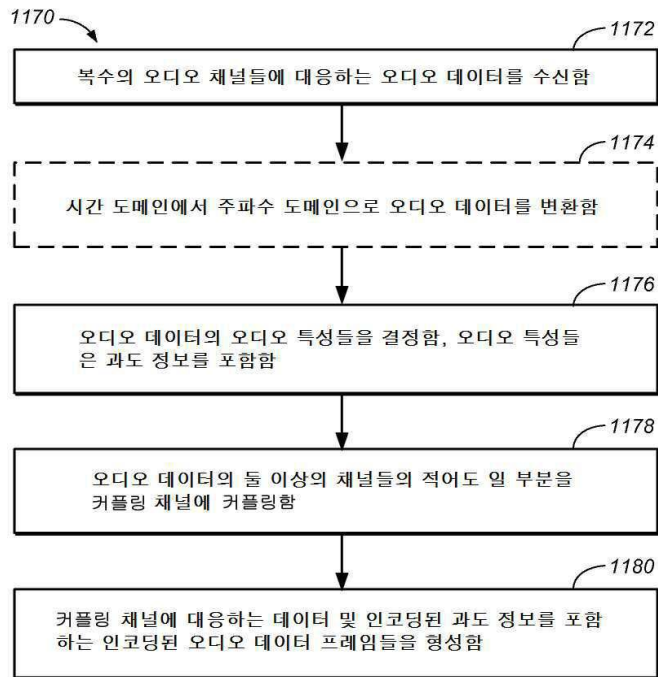 1170
1172
복수의 오디오 채널들에 대응하는 오디오 데이터를 수신함
1174
시간 도메인에서 주파수 도메인으로 오디오 데이터를 변환함
1176
오디오 데이터의 오디오 특성들을 결정함, 오디오 특성들
은 과도 정보를 포함함
1178
오디오 데이터의 둘 이상의 채널들의 적어도 일 부분을
커플링 채널에 커플링함
1180
커플링 채널에 대응하는 데이터 및 인코딩된 과도 정보를 포함
하는 인코딩된 오디오 데이터 프레임들을 형성함